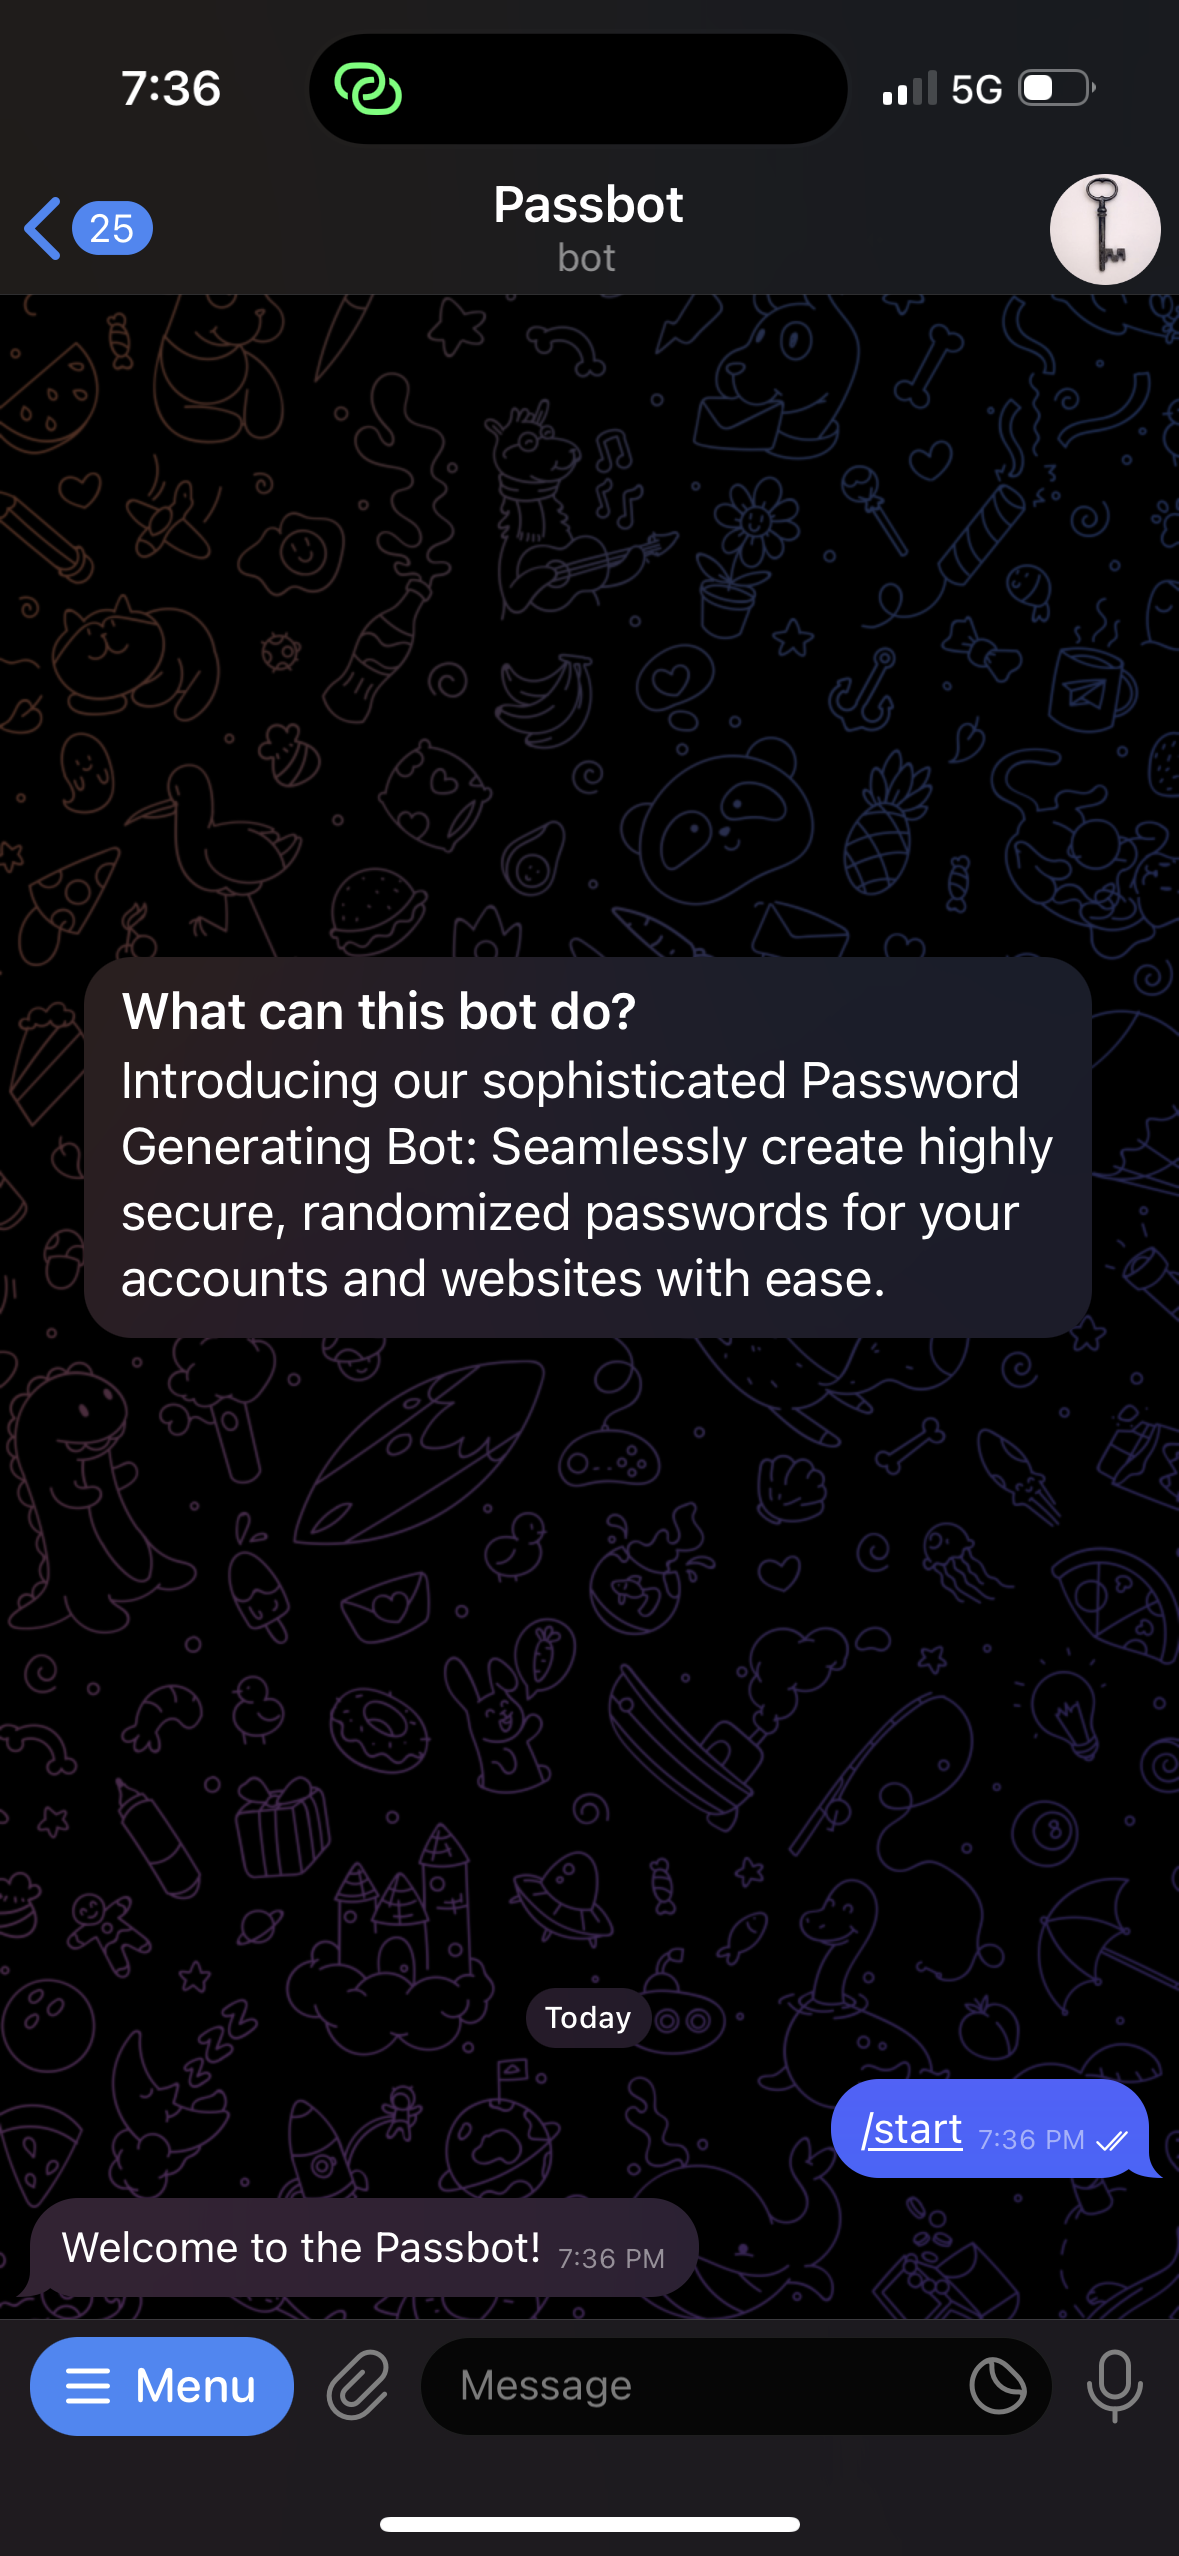 7:36
5G
25
Passbot
bot
What can this bot do?
Introducing our sophisticated Password
Generating Bot: Seamlessly create highly
secure, randomized passwords for your
accounts and websites with ease.
Today
/start 7:36 PM
Welcome to the Passbot! 7:36 PM
Menu
Message